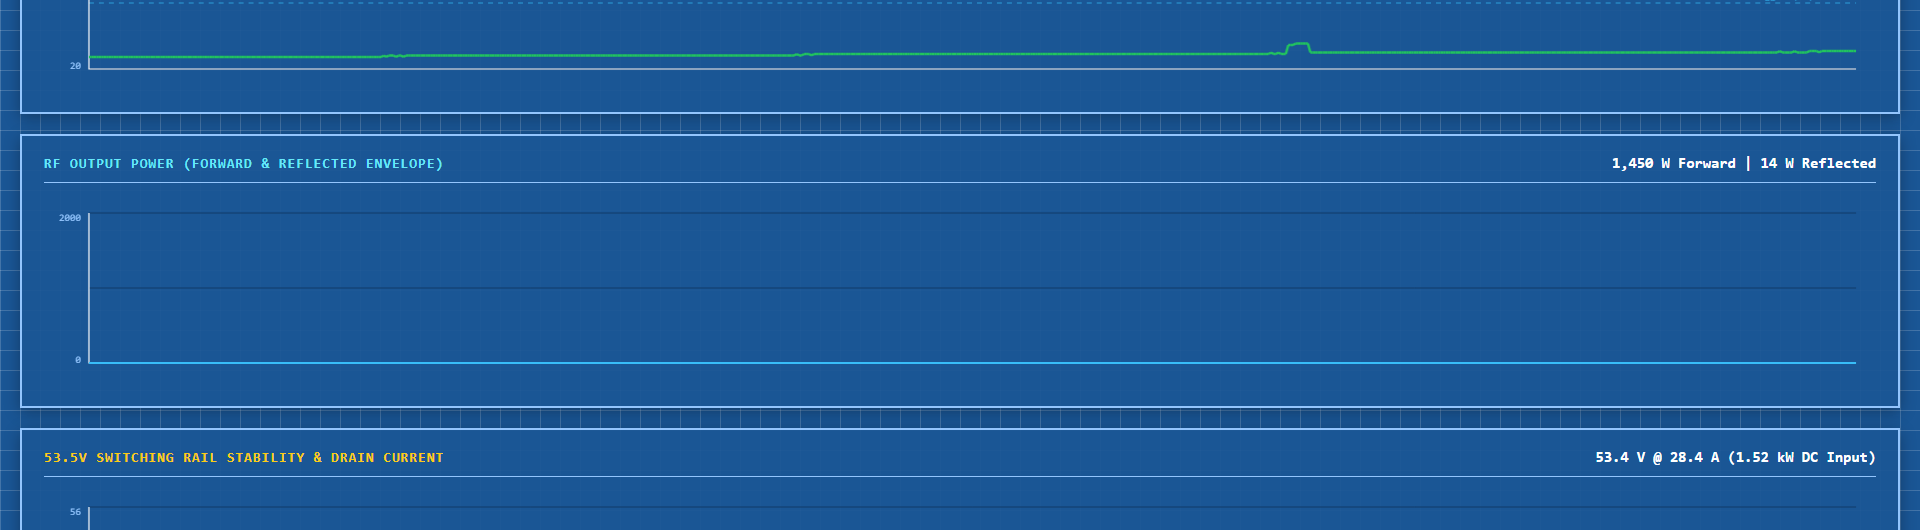 20
RF OUTPUT POWER (FORWARD & REFLECTED ENVELOPE)
1,450 W Forward | 14 W Reflected
2000
0
53.5V SWITCHING RAIL STABILITY & DRAIN CURRENT
53.4 V @ 28.4 A (1.52 kW DC Input)
56